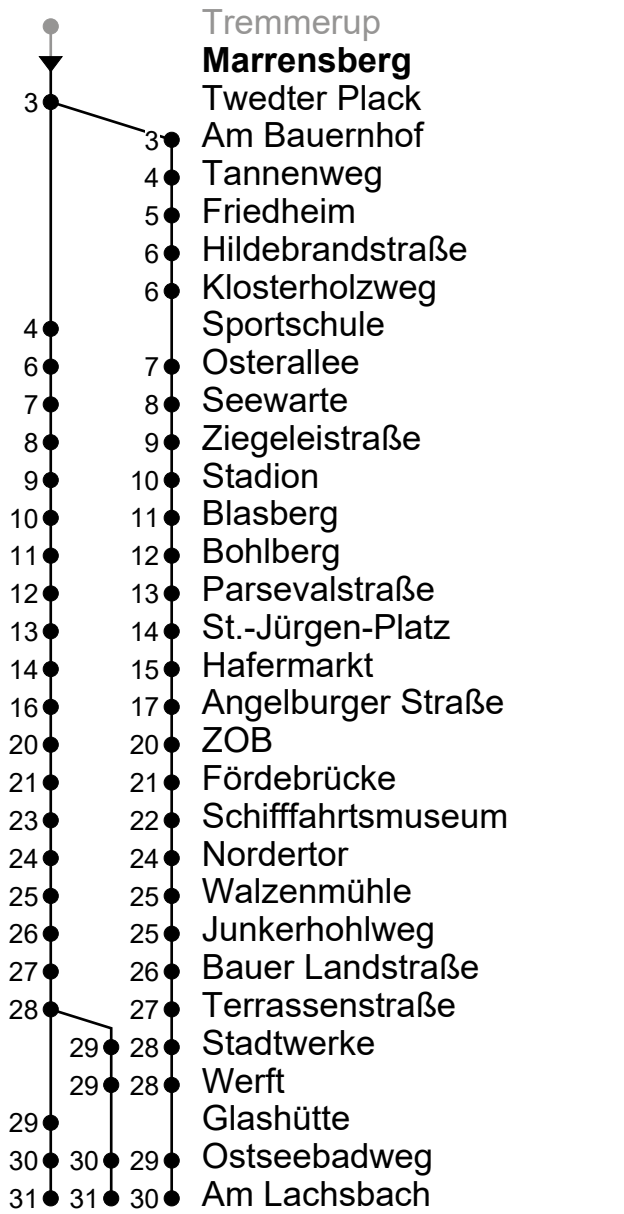 Tremmerup
Marrensberg
3 Twedter Plack
3 Am Bauernhof
4 Tannenweg
5 Friedheim
6 Hildebrandstraße
6 Klosterholzweg
4 Sportschule
6 7 Osterallee
7 8 Seewarte
8 9 Ziegeleistraße
9 10 Stadion
10 11 Blasberg
11 12 Bohlberg
12 13 Parsevalstraße
13 14 St.-Jürgen-Platz
14 15 Hafermarkt
16 17 Angelburger Straße
20 20 ZOB
21 21 Fördebrücke
23 22 Schifffahrtsmuseum
24 24 Nordertor
25 25 Walzenmühle
26 25 Junkerhohlweg
27 26 Bauer Landstraße
28 27 Terrassenstraße
29 28 Stadtwerke
29 28 Werft
29 Glashütte
30 30 29 Ostseebadweg
31 31 30 Am Lachsbach